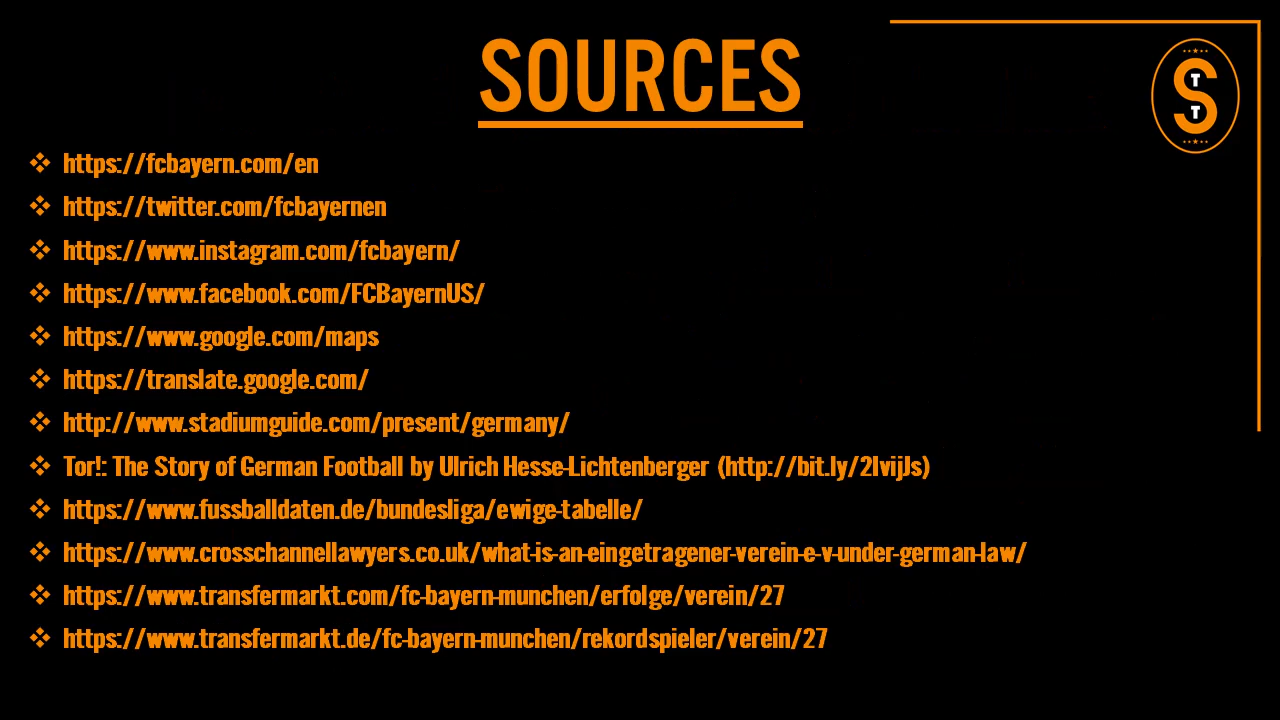 SOURCES
S
T
T
❖ https://fcbayern.com/en
❖ https://twitter.com/fcbayernen
❖ https://www.instagram.com/fcbayern/
❖ https://www.facebook.com/FCBayernUS/
❖ https://www.google.com/maps
❖ https://translate.google.com/
❖ http://www.stadiumguide.com/present/germany/
❖ Tor!: The Story of German Football by Ulrich Hesse-Lichtenberger (http://bit.ly/2IvijJs)
❖ https://www.fussballdaten.de/bundesliga/ewige-tabelle/
❖ https://www.crosschannellawyers.co.uk/what-is-an-eingetragener-verein-e-v-under-german-law/
❖ https://www.transfermarkt.com/fc-bayern-munchen/erfolge/verein/27
❖ https://www.transfermarkt.de/fc-bayern-munchen/rekordspieler/verein/27